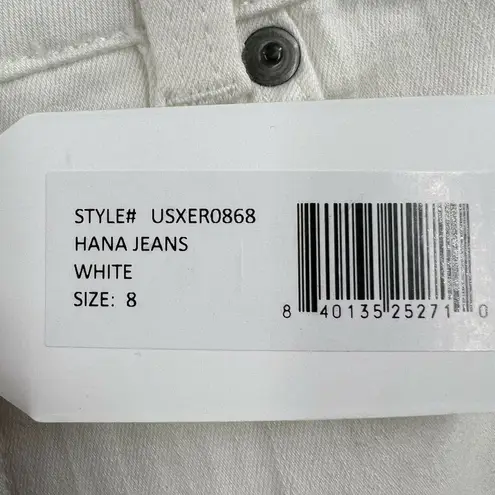 STYLE# USXER0868
HANA JEANS
WHITE
SIZE: 8
8 40135 25271 0